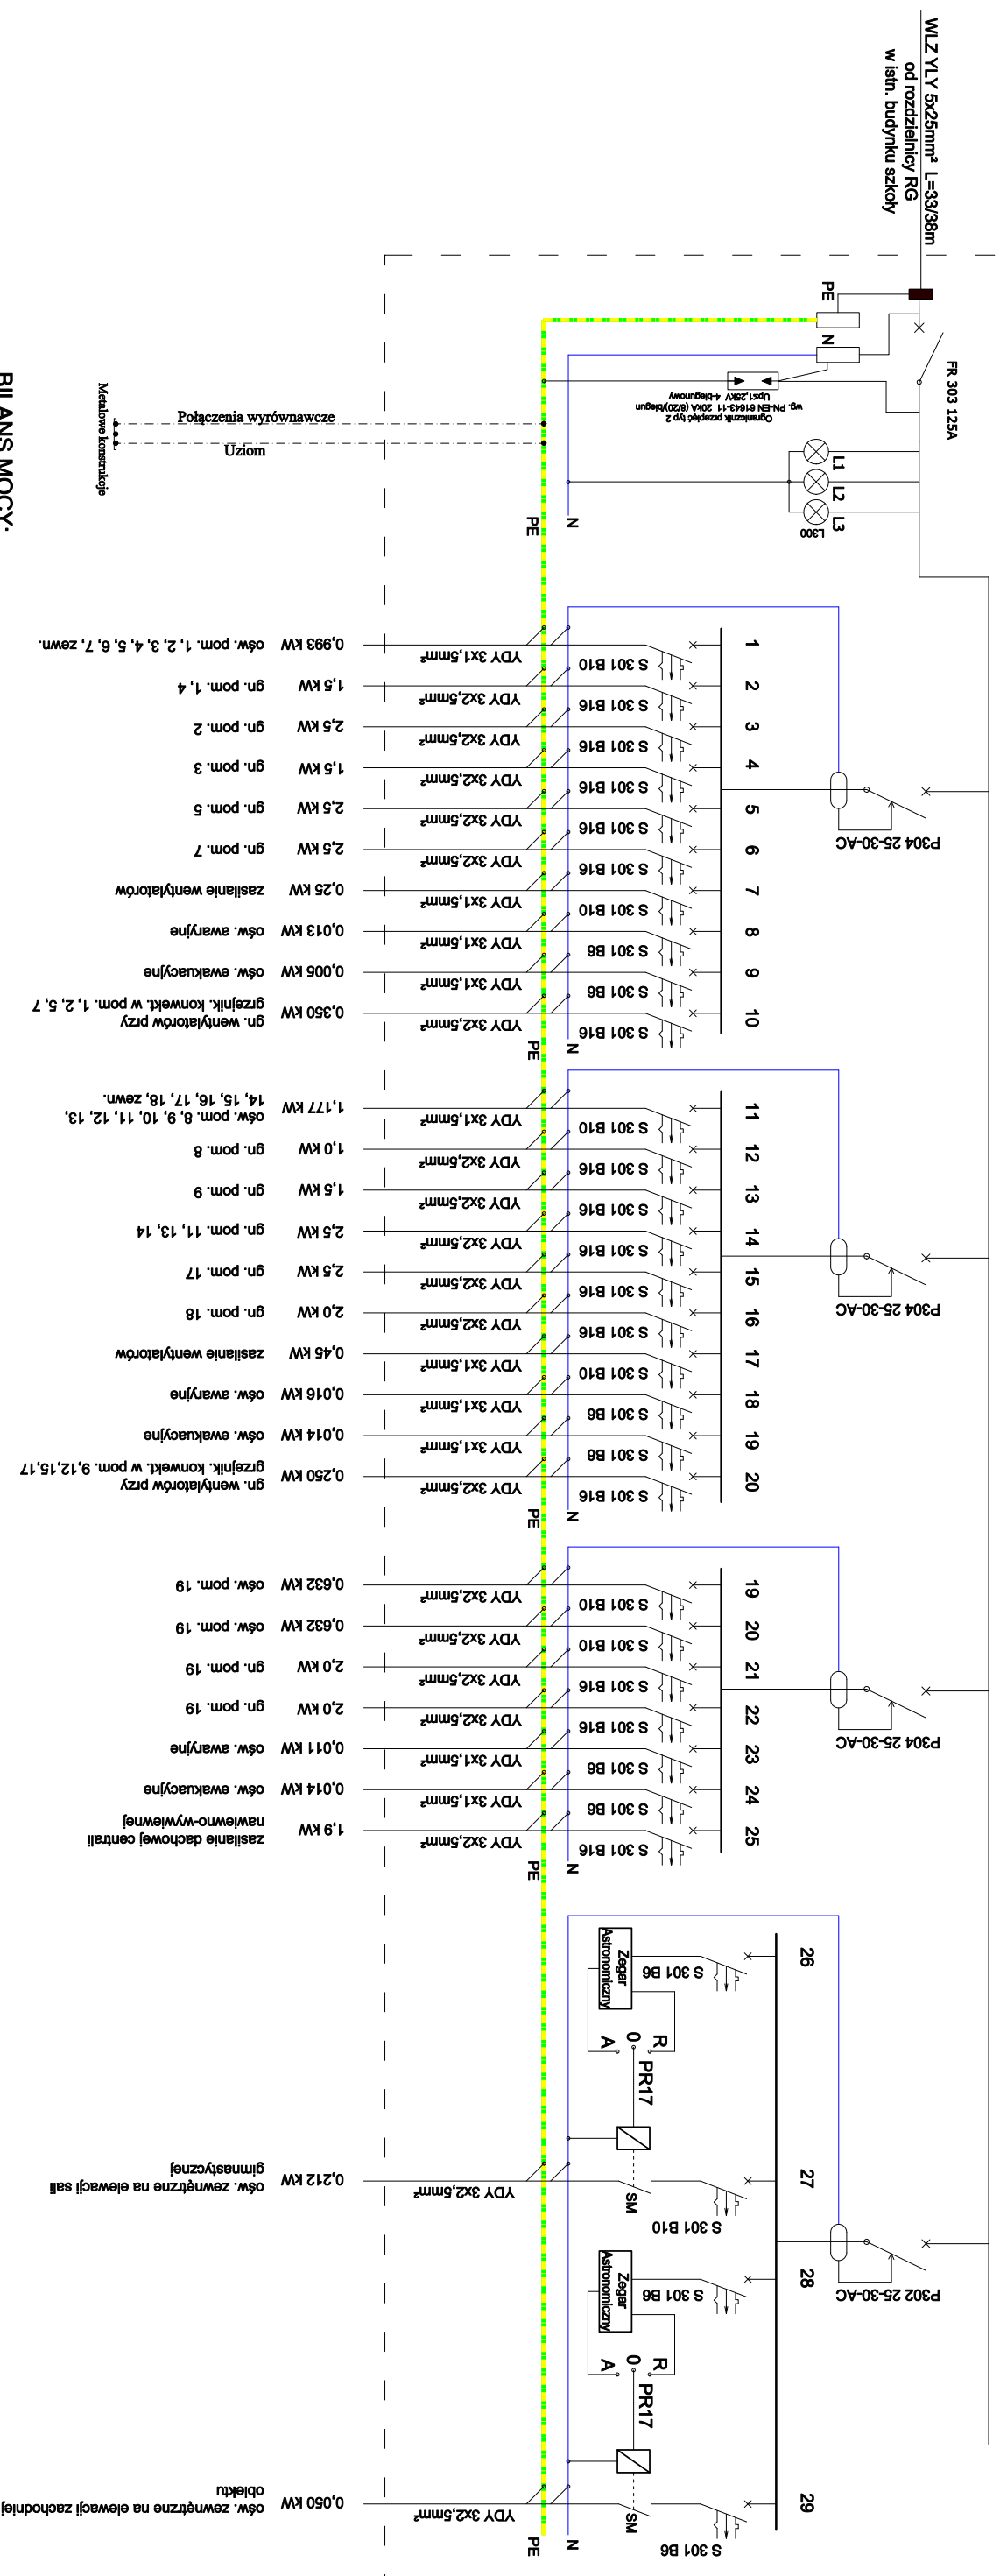 WLZ YLY 5x25mm² L=33/38m
od rozdzielnicy RG
w istn. budynku szkoły
PE
N
FR 303 125A
Ogranicznik przepięć typ 2
wg. PN-EN 61643-11 20kA (8/20)/biegun
Up≤1,25kV 4-biegunowy
L1
L2
L3
L300
Połączenia wyrównawcze
Uziom
Metalowe konstrukcje
BILANS MOCY:
N
PE
P304 25-30-AC
1
S 301 B10
YDY 3x1,5mm²
0,993 kW
ośw. pom. 1, 2, 3, 4, 5, 6, 7, zewn.
2
S 301 B16
YDY 3x2,5mm²
1,5 kW
gn. pom. 1, 4
3
S 301 B16
YDY 3x2,5mm²
2,5 kW
gn. pom. 2
4
S 301 B16
YDY 3x2,5mm²
1,5 kW
gn. pom. 3
5
S 301 B16
YDY 3x2,5mm²
2,5 kW
gn. pom. 5
6
S 301 B16
YDY 3x2,5mm²
2,5 kW
gn. pom. 7
7
S 301 B10
YDY 3x1,5mm²
0,25 kW
zasilanie wentylatorów
8
S 301 B6
YDY 3x1,5mm²
0,013 kW
ośw. awaryjne
9
S 301 B6
YDY 3x1,5mm²
0,005 kW
ośw. ewakuacyjne
10
S 301 B16
YDY 3x2,5mm²
0,350 kW
gn. wentylatorów przy
grzejnik. konwekt. w pom. 1, 2, 5, 7
N
PE
P304 25-30-AC
11
S 301 B10
YDY 3x1,5mm²
1,177 kW
ośw. pom. 8, 9, 10, 11, 12, 13,
14, 15, 16, 17, 18, zewn.
12
S 301 B16
YDY 3x2,5mm²
1,0 kW
gn. pom. 8
13
S 301 B16
YDY 3x2,5mm²
1,5 kW
gn. pom. 9
14
S 301 B16
YDY 3x2,5mm²
2,5 kW
gn. pom. 11, 13, 14
15
S 301 B16
YDY 3x2,5mm²
2,5 kW
gn. pom. 17
16
S 301 B16
YDY 3x2,5mm²
2,0 kW
gn. pom. 18
17
S 301 B10
YDY 3x1,5mm²
0,45 kW
zasilanie wentylatorów
18
S 301 B6
YDY 3x1,5mm²
0,016 kW
ośw. awaryjne
19
S 301 B6
YDY 3x1,5mm²
0,014 kW
ośw. ewakuacyjne
20
S 301 B16
YDY 3x2,5mm²
0,250 kW
gn. wentylatorów przy
grzejnik. konwekt. w pom. 9,12,15,17
N
PE
P304 25-30-AC
19
S 301 B10
YDY 3x2,5mm²
0,632 kW
ośw. pom. 19
20
S 301 B10
YDY 3x2,5mm²
0,632 kW
ośw. pom. 19
21
S 301 B16
YDY 3x2,5mm²
2,0 kW
gn. pom. 19
22
S 301 B16
YDY 3x2,5mm²
2,0 kW
gn. pom. 19
23
S 301 B6
YDY 3x1,5mm²
0,011 kW
ośw. awaryjne
24
S 301 B6
YDY 3x1,5mm²
0,014 kW
ośw. ewakuacyjne
25
S 301 B16
YDY 3x2,5mm²
1,9 kW
zasilanie dachowej centrali
nawiewno-wywiewnej
N
PE
P302 25-30-AC
26
S 301 B6
Zegar
Astronomiczny
R
0
A
PR17
27
S 301 B10
SM
YDY 3x2,5mm²
0,212 kW
ośw. zewnętrzne na elewacji sali
gimnastycznej
28
S 301 B6
Zegar
Astronomiczny
R
0
A
PR17
29
S 301 B6
SM
YDY 3x2,5mm²
0,050 kW
ośw. zewnętrzne na elewacji zachodniej
obiektu
N
PE